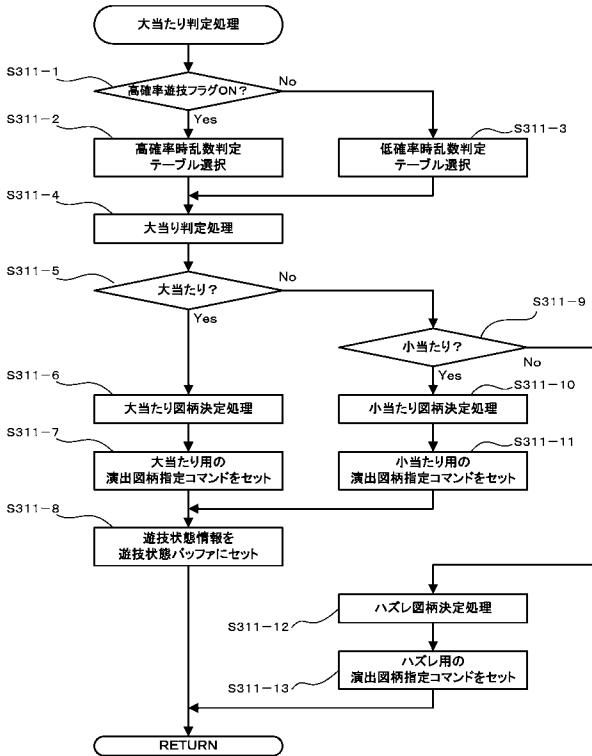 大当たり判定処理
S311-1
高確率遊技フラグON?
No
Yes
S311-2
高確率時乱数判定
テーブル選択
S311-3
低確率時乱数判定
テーブル選択
S311-4
大当り判定処理
S311-5
大当たり?
No
Yes
S311-9
小当たり?
No
Yes
S311-6
大当たり図柄決定処理
S311-10
小当たり図柄決定処理
S311-7
大当たり用の
演出図柄指定コマンドをセット
S311-11
小当たり用の
演出図柄指定コマンドをセット
S311-8
遊技状態情報を
遊技状態バッファにセット
ハズレ図柄決定処理
S311-12
ハズレ用の
演出図柄指定コマンドをセット
S311-13
RETURN